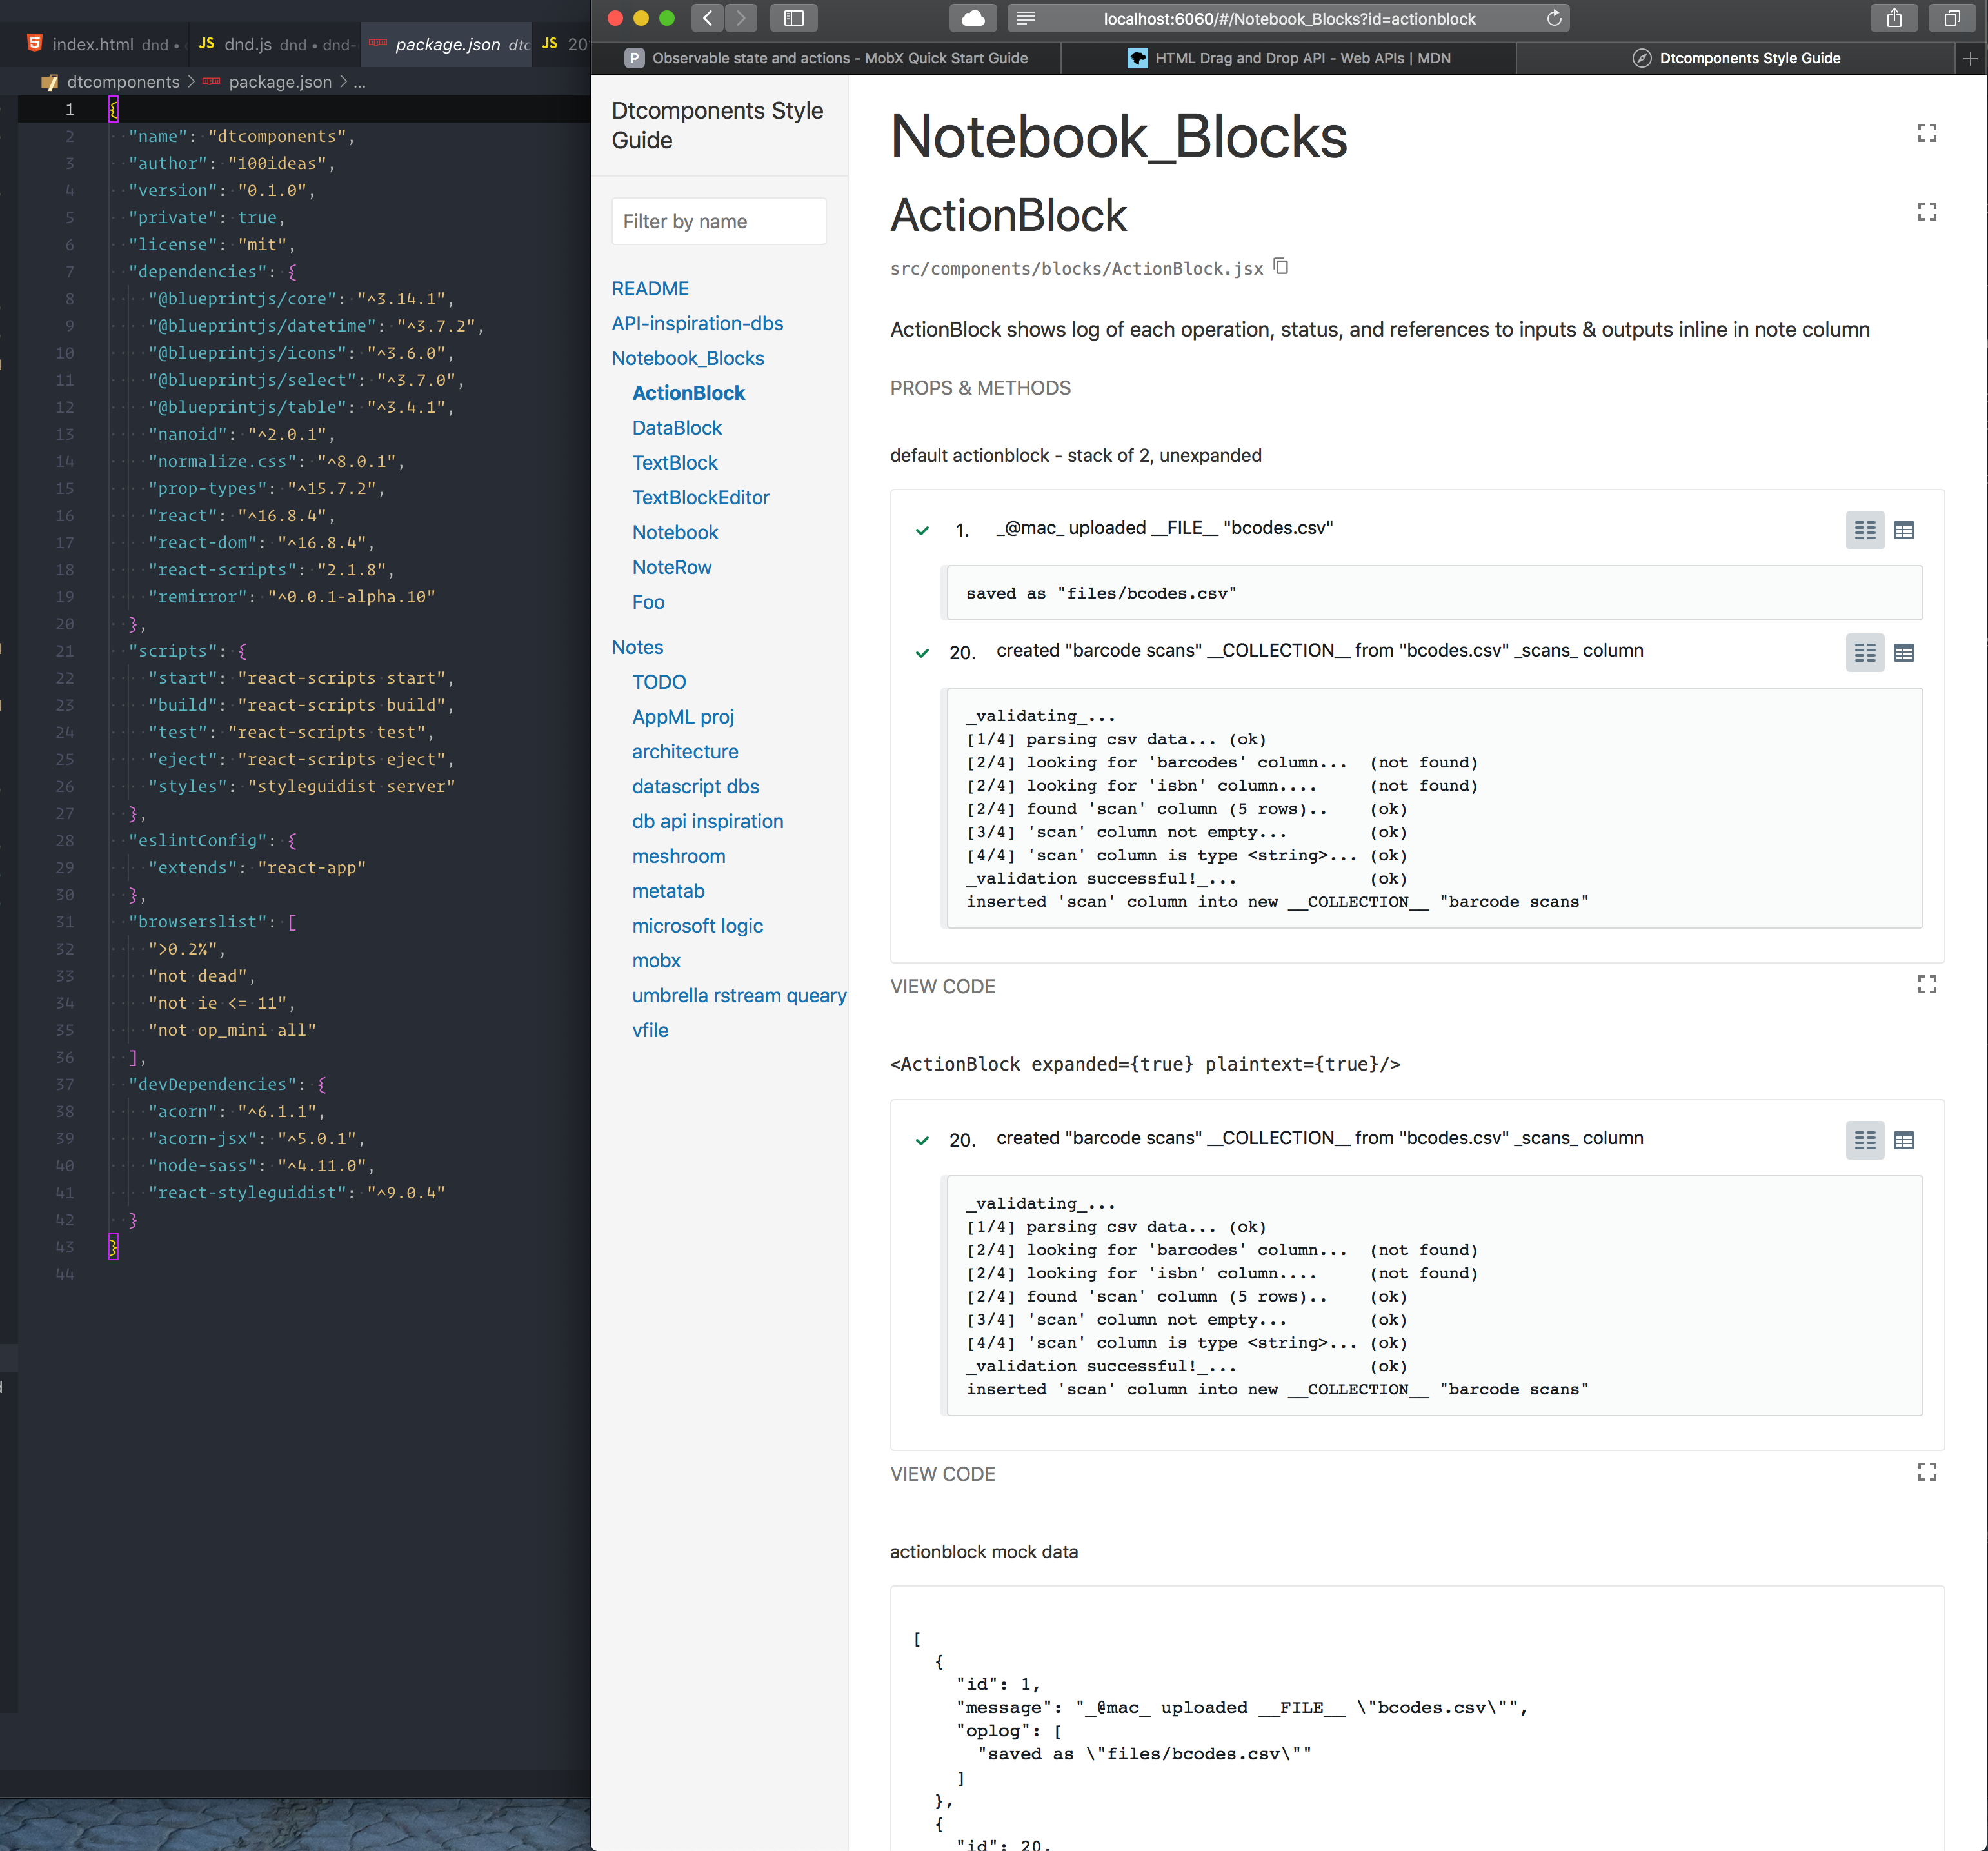 index.html dnd •
JS dnd.js dnd • dnd-
package.json dtc
JS 20
dtcomponents > package.json > ...
1 {
2 "name": "dtcomponents",
3 "author": "100ideas",
4 "version": "0.1.0",
5 "private": true,
6 "license": "mit",
7 "dependencies": {
8 "@blueprintjs/core": "^3.14.1",
9 "@blueprintjs/datetime": "^3.7.2",
10 "@blueprintjs/icons": "^3.6.0",
11 "@blueprintjs/select": "^3.7.0",
12 "@blueprintjs/table": "^3.4.1",
13 "nanoid": "^2.0.1",
14 "normalize.css": "^8.0.1",
15 "prop-types": "^15.7.2",
16 "react": "^16.8.4",
17 "react-dom": "^16.8.4",
18 "react-scripts": "2.1.8",
19 "remirror": "^0.0.1-alpha.10"
20 },
21 "scripts": {
22 "start": "react-scripts start",
23 "build": "react-scripts build",
24 "test": "react-scripts test",
25 "eject": "react-scripts eject",
26 "styles": "styleguidist server"
27 },
28 "eslintConfig": {
29 "extends": "react-app"
30 },
31 "browserslist": [
32 ">0.2%",
33 "not dead",
34 "not ie <= 11",
35 "not op_mini all"
36 ],
37 "devDependencies": {
38 "acorn": "^6.1.1",
39 "acorn-jsx": "^5.0.1",
40 "node-sass": "^4.11.0",
41 "react-styleguidist": "^9.0.4"
42 }
43 }
44
localhost:6060/#/Notebook_Blocks?id=actionblock
P Observable state and actions - MobX Quick Start Guide
HTML Drag and Drop API - Web APIs | MDN
Dtcomponents Style Guide
Dtcomponents Style
Guide
Filter by name
README
API-inspiration-dbs
Notebook_Blocks
ActionBlock
DataBlock
TextBlock
TextBlockEditor
Notebook
NoteRow
Foo
Notes
TODO
AppML proj
architecture
datascript dbs
db api inspiration
meshroom
metatab
microsoft logic
mobx
umbrella rstream queary
vfile
Notebook_Blocks
ActionBlock
src/components/blocks/ActionBlock.jsx
ActionBlock shows log of each operation, status, and references to inputs & outputs inline in note column
PROPS & METHODS
default actionblock - stack of 2, unexpanded
1. _@mac_ uploaded __FILE__ "bcodes.csv"
saved as "files/bcodes.csv"
20. created "barcode scans" __COLLECTION__ from "bcodes.csv" _scans_ column
_validating_...
[1/4] parsing csv data... (ok)
[2/4] looking for 'barcodes' column... (not found)
[2/4] looking for 'isbn' column.... (not found)
[2/4] found 'scan' column (5 rows).. (ok)
[3/4] 'scan' column not empty... (ok)
[4/4] 'scan' column is type <string>... (ok)
_validation successful!_... (ok)
inserted 'scan' column into new __COLLECTION__ "barcode scans"
VIEW CODE
<ActionBlock expanded={true} plaintext={true}/>
20. created "barcode scans" __COLLECTION__ from "bcodes.csv" _scans_ column
_validating_...
[1/4] parsing csv data... (ok)
[2/4] looking for 'barcodes' column... (not found)
[2/4] looking for 'isbn' column.... (not found)
[2/4] found 'scan' column (5 rows).. (ok)
[3/4] 'scan' column not empty... (ok)
[4/4] 'scan' column is type <string>... (ok)
_validation successful!_... (ok)
inserted 'scan' column into new __COLLECTION__ "barcode scans"
VIEW CODE
actionblock mock data
[
{
"id": 1,
"message": "_@mac_ uploaded __FILE__ \"bcodes.csv\"",
"oplog": [
"saved as \"files/bcodes.csv\""
]
},
{
"id": 20,